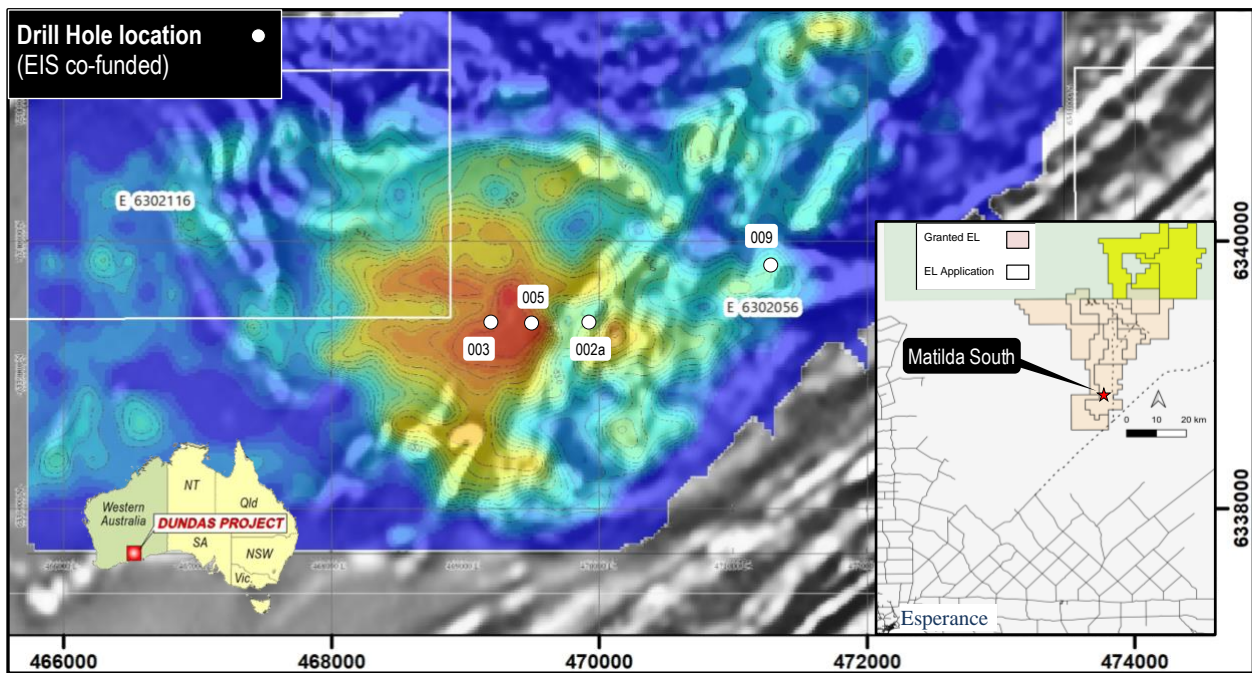 Drill Hole location
(EIS co-funded)
E 6302116
009
E 6302056
005
003
002a
Granted EL
EL Application
Matilda South
0 10 20 km
Esperance
NT
Western
Australia
Qld
DUNDAS PROJECT
SA
NSW
Vic.
6340000
6338000
466000
468000
470000
472000
474000